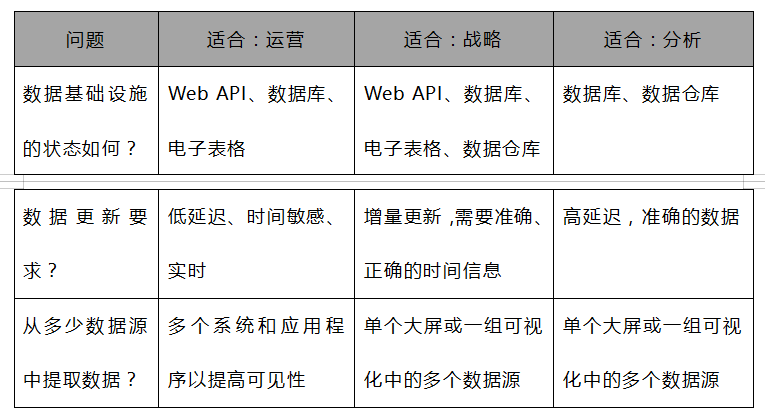 问题 适合：运营 适合：战略 适合：分析
数据基础设施 Web API、数据库、 Web API、数据库、 数据库、数据仓库
的状态如何？ 电子表格 电子表格、数据仓库
数据更新要 低延迟、时间敏感、 增量更新,需要准确、 高延迟，准确的数据
求？ 实时 正确的时间信息
从多少数据源 多个系统和应用程 单个大屏或一组可视 单个大屏或一组可视
中提取数据？ 序以提高可见性 化中的多个数据源 化中的多个数据源